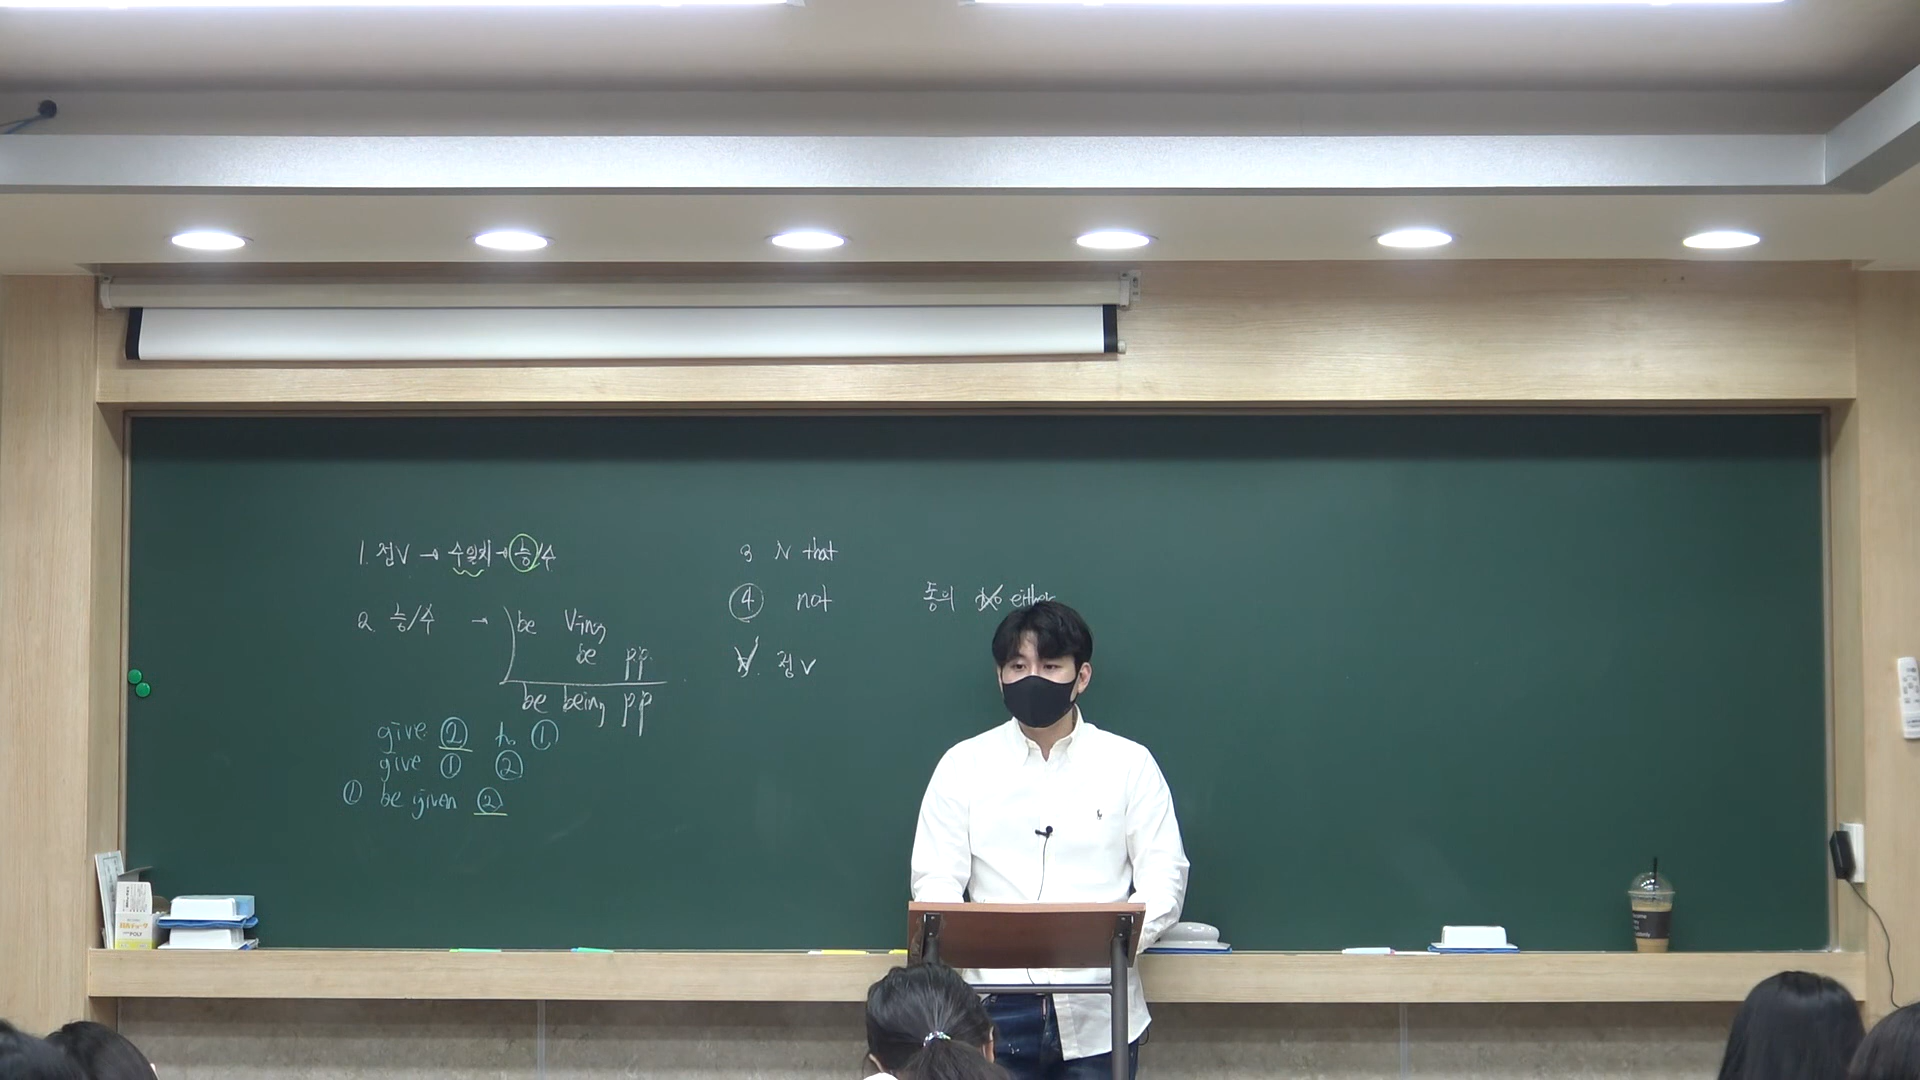 1. 접V → 수일치 → 능/수
2. 능/수 → be Ving
be p.p.
be being p.p
give ② to ①
give ① ②
① be given ②
3 N that
④ not
동의 too either
5. 접V